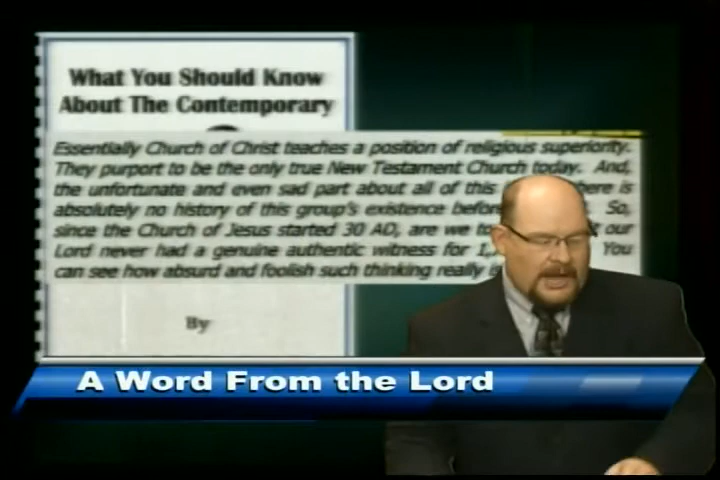 What You Should Know
About The Contemporary
Essentially Church of Christ teaches a position of religious superiority.
They purport to be the only true New Testament Church today. And,
the unfortunate and even sad part about all of this is
absolutely no history of this group's existence So,
since the Church of Jesus started 30 AD, are we our
Lord never had a genuine authentic witness for You
can see how absurd and foolish such thinking really
By
A Word From the Lord